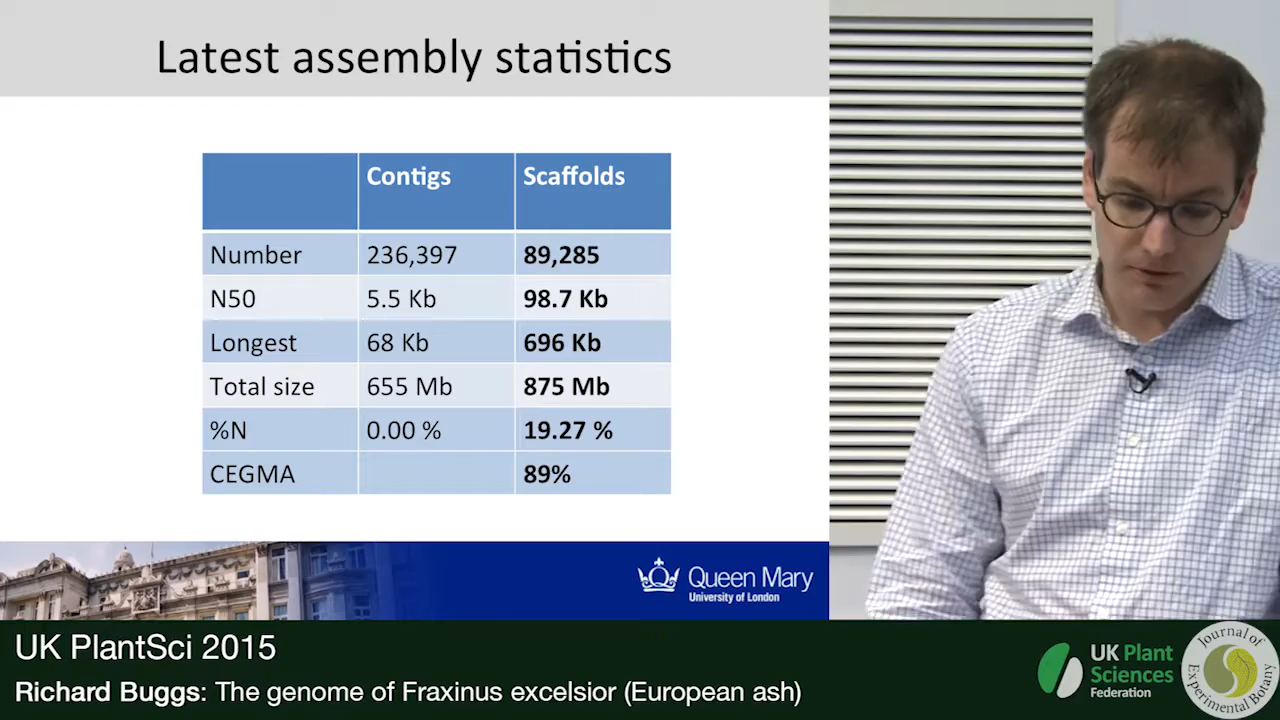 Latest assembly statistics
Contigs Scaffolds
Number 236,397 89,285
N50 5.5 Kb 98.7 Kb
Longest 68 Kb 696 Kb
Total size 655 Mb 875 Mb
%N 0.00 % 19.27 %
CEGMA 89%
Queen Mary
University of London
UK PlantSci 2015
Richard Buggs: The genome of Fraxinus excelsior (European ash)
UK Plant
Sciences
Federation
Journal of
Experimental Botany